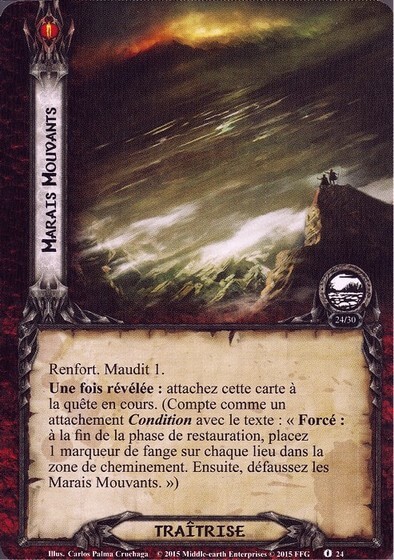 MARAIS MOUVANTS
24/30
Renfort. Maudit 1.
Une fois révélée : attachez cette carte à
la quête en cours. (Compte comme un
attachement Condition avec le texte : « Forcé :
à la fin de la phase de restauration, placez
1 marqueur de fange sur chaque lieu dans la
zone de cheminement. Ensuite, défaussez les
Marais Mouvants. »)
TRAÎTRISE
Illus. Carlos Palma Cruchaga © 2015 Middle-earth Enterprises © 2015 FFG 24